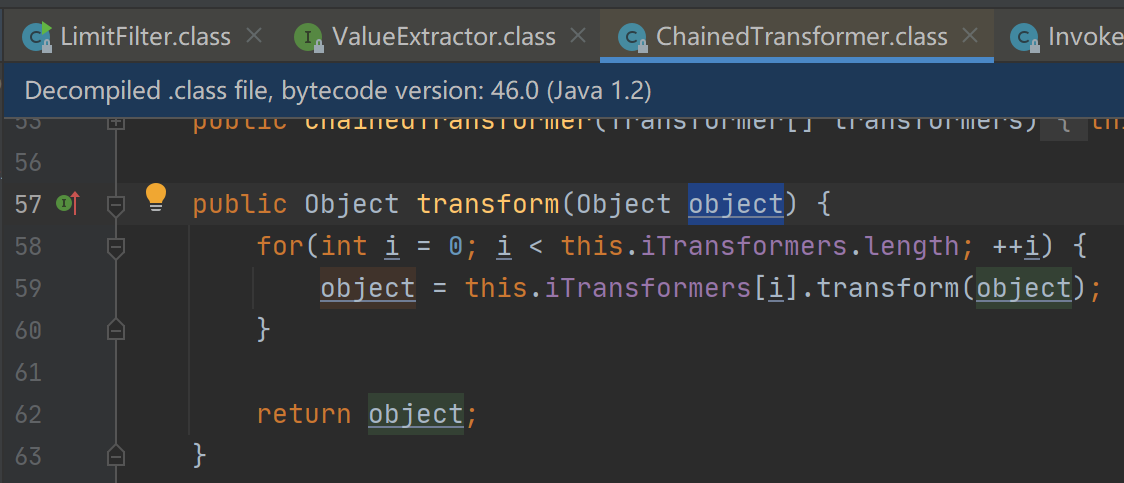 LimitFilter.class ValueExtractor.class ChainedTransformer.class Invoke
Decompiled .class file, bytecode version: 46.0 (Java 1.2)
53 public ChainedTransformer(Transformer[] transformers) { th
56
57 public Object transform(Object object) {
58 for(int i = 0; i < this.iTransformers.length; ++i) {
59 object = this.iTransformers[i].transform(object);
60 }
61
62 return object;
63 }